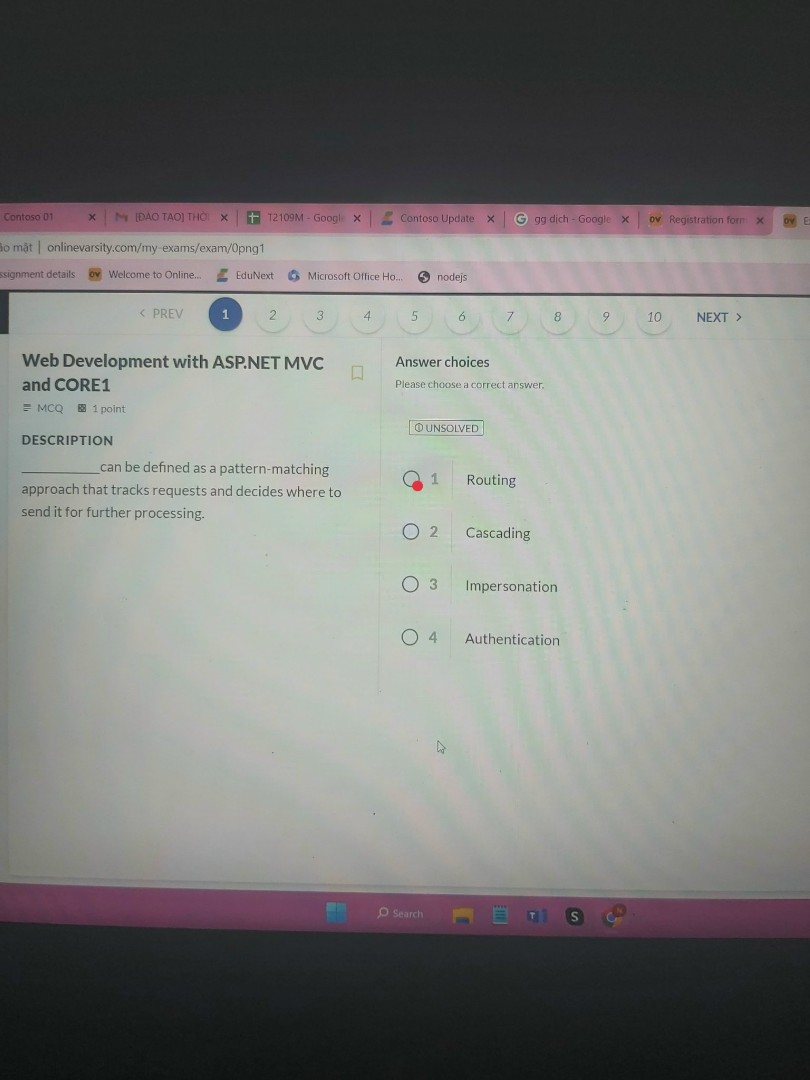 Contoso 01
[ĐÀO TẠO] THÔ
T2109M - Google
Contoso Update
gg dịch - Google
Registration form
ảo mật | onlinevarsity.com/my-exams/exam/0png1
ssignment details
Welcome to Online...
EduNext
Microsoft Office Ho...
nodejs
< PREV 1 2 3 4 5 6 7 8 9 10 NEXT >
Web Development with ASP.NET MVC
and CORE1
MCQ 1 point
DESCRIPTION
__________can be defined as a pattern-matching
approach that tracks requests and decides where to
send it for further processing.
Answer choices
Please choose a correct answer.
UNSOLVED
1 Routing
2 Cascading
3 Impersonation
4 Authentication
Search